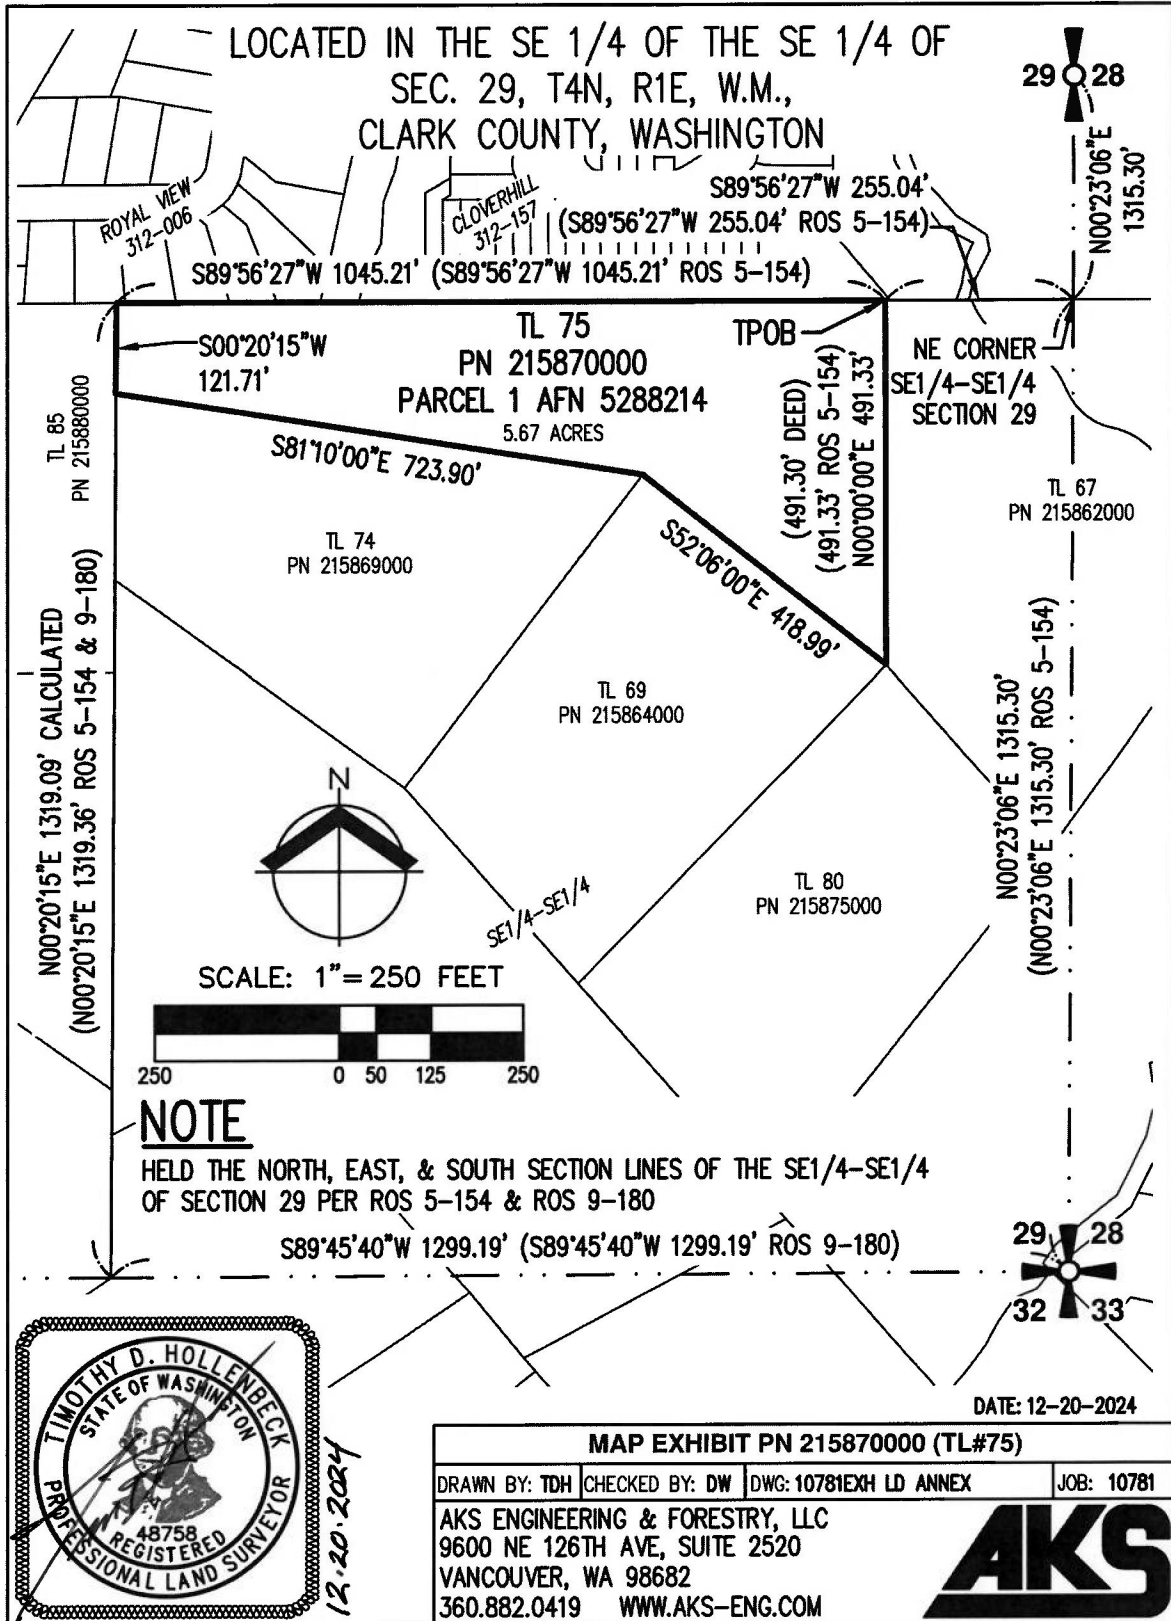 LOCATED IN THE SE 1/4 OF THE SE 1/4 OF
SEC. 29, T4N, R1E, W.M.,
CLARK COUNTY, WASHINGTON
29 28
N00°23'06"E
1315.30'
ROYAL VIEW
312-006
CLOVERHILL
312-157
S89°56'27"W 255.04'
(S89°56'27"W 255.04' ROS 5-154)
S89°56'27"W 1045.21' (S89°56'27"W 1045.21' ROS 5-154)
S00°20'15"W
121.71'
TL 75
PN 215870000
PARCEL 1 AFN 5288214
5.67 ACRES
TPOB
NE CORNER
SE1/4-SE1/4
SECTION 29
TL 85
PN 215880000
S81°10'00"E 723.90'
(491.30' DEED)
(491.33' ROS 5-154)
N00°00'00"E 491.33'
TL 67
PN 215862000
TL 74
PN 215869000
S52°06'00"E 418.99'
N00°20'15"E 1319.09' CALCULATED
(N00°20'15"E 1319.36' ROS 5-154 & 9-180)
TL 69
PN 215864000
N00°23'06"E 1315.30'
(N00°23'06"E 1315.30' ROS 5-154)
N
TL 80
PN 215875000
SE1/4-SE1/4
SCALE: 1"= 250 FEET
250 0 50 125 250
NOTE
HELD THE NORTH, EAST, & SOUTH SECTION LINES OF THE SE1/4-SE1/4
OF SECTION 29 PER ROS 5-154 & ROS 9-180
S89°45'40"W 1299.19' (S89°45'40"W 1299.19' ROS 9-180)
29 28
32 33
TIMOTHY D. HOLLENBECK
STATE OF WASHINGTON
48758
REGISTERED
PROFESSIONAL LAND SURVEYOR
12.20.2024
DATE: 12-20-2024
MAP EXHIBIT PN 215870000 (TL#75)
DRAWN BY: TDH CHECKED BY: DW DWG: 10781EXH LD ANNEX JOB: 10781
AKS ENGINEERING & FORESTRY, LLC
9600 NE 126TH AVE, SUITE 2520
VANCOUVER, WA 98682
360.882.0419 WWW.AKS-ENG.COM
AKS